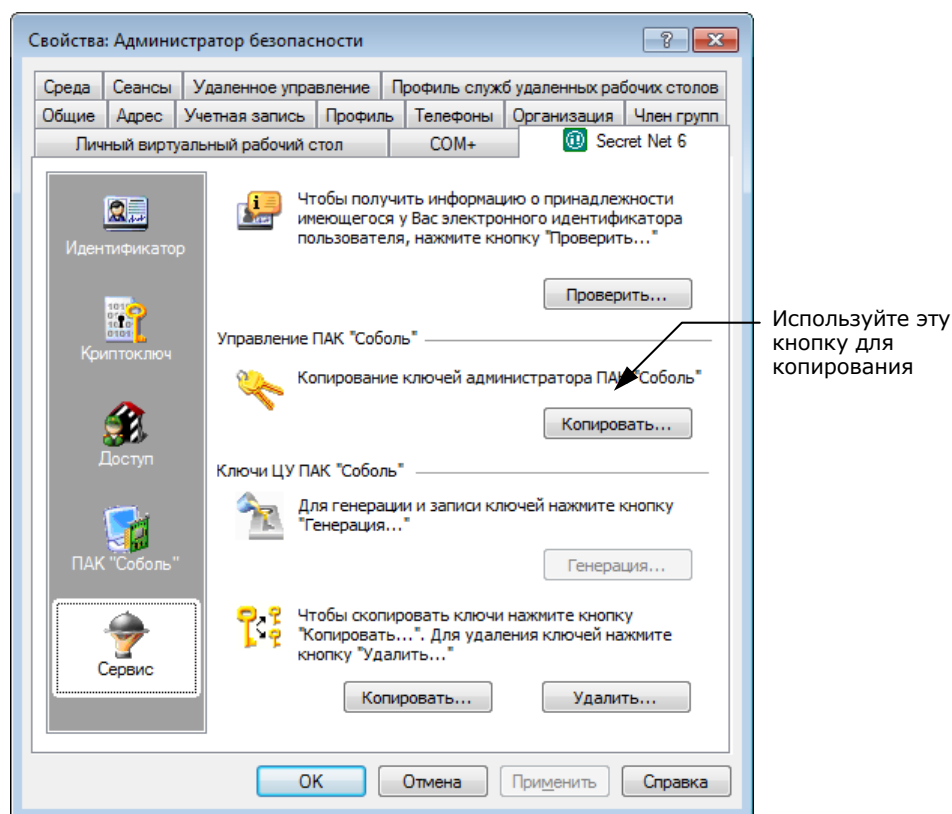 Свойства: Администратор безопасности
Среда Сеансы Удаленное управление Профиль служб удаленных рабочих столов
Общие Адрес Учетная запись Профиль Телефоны Организация Член групп
Личный виртуальный рабочий стол COM+ Secret Net 6
Идентификатор
Криптоключ
Доступ
ПАК "Соболь"
Сервис
Чтобы получить информацию о принадлежности
имеющегося у Вас электронного идентификатора
пользователя, нажмите кнопку "Проверить..."
Проверить...
Управление ПАК "Соболь"
Копирование ключей администратора ПАК "Соболь"
Копировать...
Ключи ЦУ ПАК "Соболь"
Для генерации и записи ключей нажмите кнопку
"Генерация..."
Генерация...
Чтобы скопировать ключи нажмите кнопку
"Копировать...". Для удаления ключей нажмите
кнопку "Удалить..."
Копировать... Удалить...
OK Отмена Применить Справка
Используйте эту
кнопку для
копирования